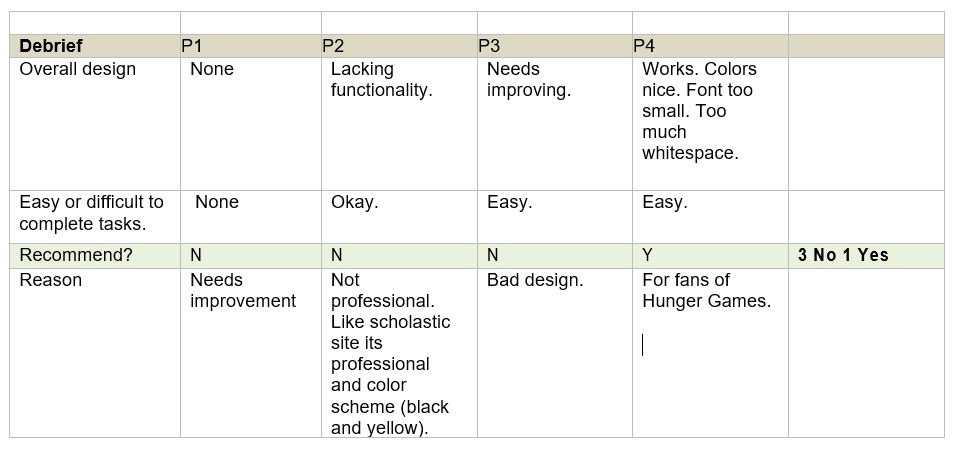 Debrief P1 P2 P3 P4
Overall design None Lacking Needs Works. Colors
functionality. improving. nice. Font too
small. Too
much
whitespace.
Easy or difficult to None Okay. Easy. Easy.
complete tasks.
Recommend? N N N Y 3 No 1 Yes
Reason Needs Not Bad design. For fans of
improvement professional. Hunger Games.
Like scholastic
site its
professional
and color
scheme (black
and yellow).